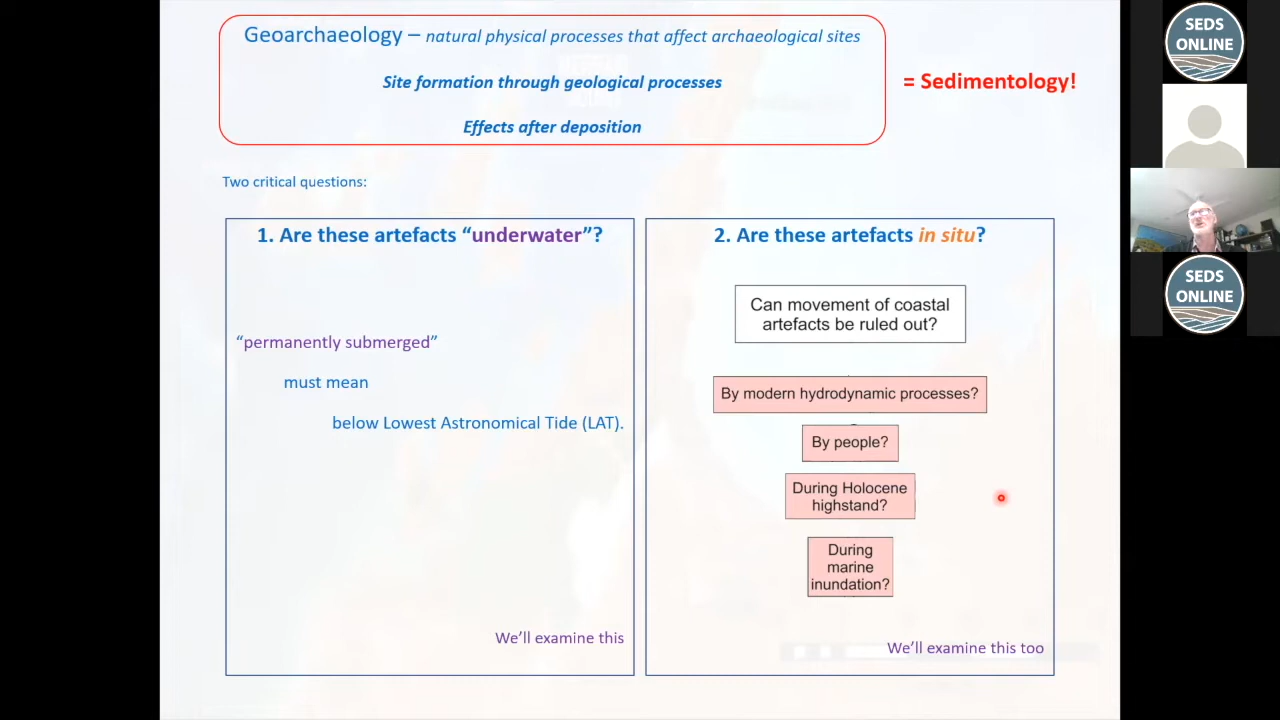 Geoarchaeology – natural physical processes that affect archaeological sites
Site formation through geological processes
Effects after deposition
= Sedimentology!
Two critical questions:
1. Are these artefacts “underwater”?
“permanently submerged”
must mean
below Lowest Astronomical Tide (LAT).
We’ll examine this
2. Are these artefacts in situ?
Can movement of coastal
artefacts be ruled out?
By modern hydrodynamic processes?
By people?
During Holocene
highstand?
During
marine
inundation?
We’ll examine this too
SEDS
ONLINE
SEDS
ONLINE